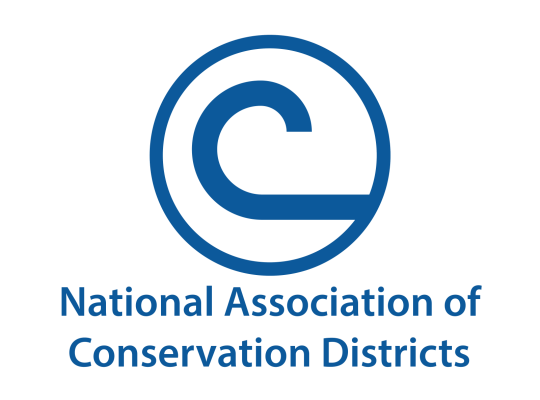 National Association of
Conservation Districts